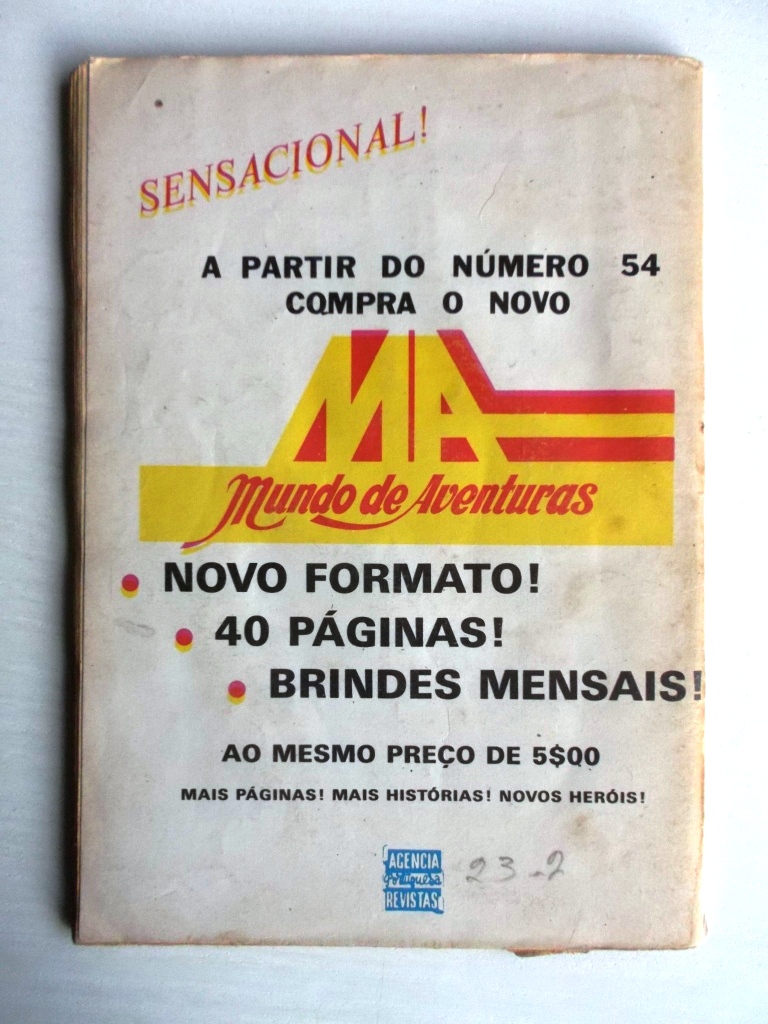 SENSACIONAL!
A PARTIR DO NÚMERO 54
COMPRA O NOVO
MA
Mundo de Aventuras
NOVO FORMATO!
40 PÁGINAS!
BRINDES MENSAIS!
AO MESMO PREÇO DE 5$00
MAIS PÁGINAS! MAIS HISTÓRIAS! NOVOS HERÓIS!
AGENCIA
Portuguesa
REVISTAS
23.2